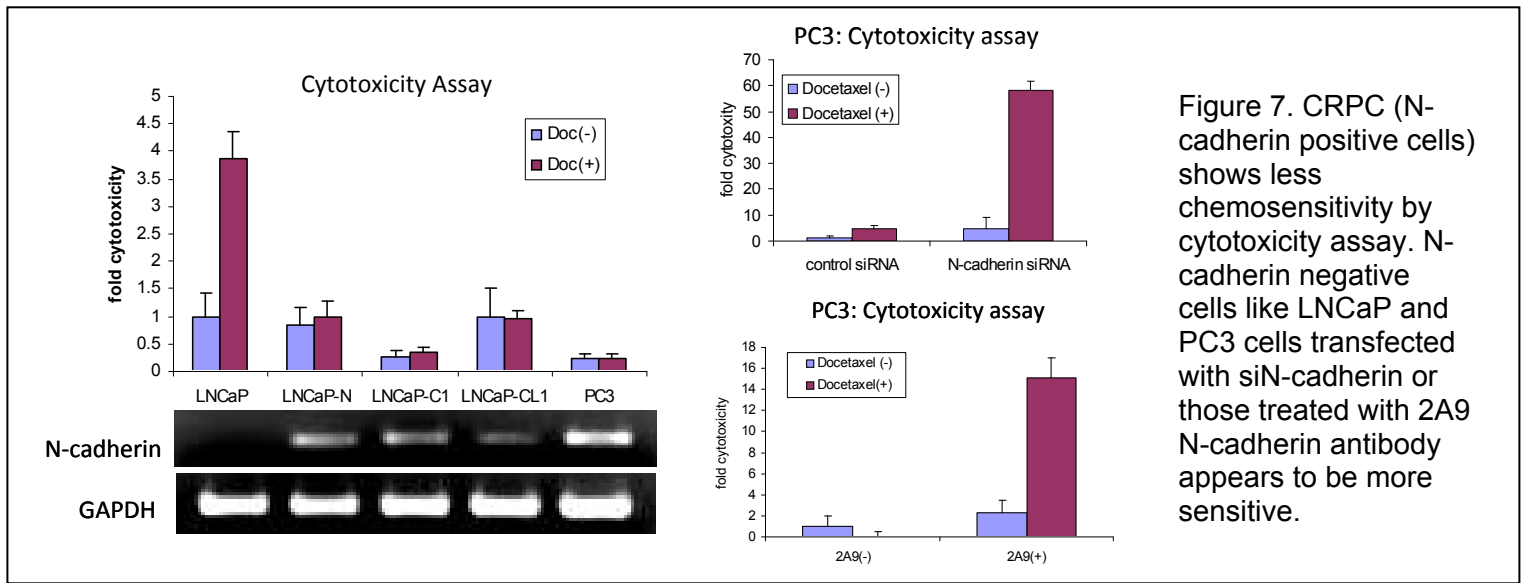 Cytotoxicity Assay
fold cytotoxicity
5
4.5
4
3.5
3
2.5
2
1.5
1
0.5
0
Doc(-)
Doc(+)
LNCaP LNCaP-N LNCaP-C1 LNCaP-CL1 PC3
N-cadherin
GAPDH
PC3: Cytotoxicity assay
fold cytotoxity
70
60
50
40
30
20
10
0
Docetaxel (-)
Docetaxel (+)
control siRNA N-cadherin siRNA
PC3: Cytotoxicity assay
fold cytotoxicity
18
16
14
12
10
8
6
4
2
0
Docetaxel (-)
Docetaxel(+)
2A9(-) 2A9(+)
Figure 7. CRPC (N-
cadherin positive cells)
shows less
chemosensitivity by
cytotoxicity assay. N-
cadherin negative
cells like LNCaP and
PC3 cells transfected
with siN-cadherin or
those treated with 2A9
N-cadherin antibody
appears to be more
sensitive.